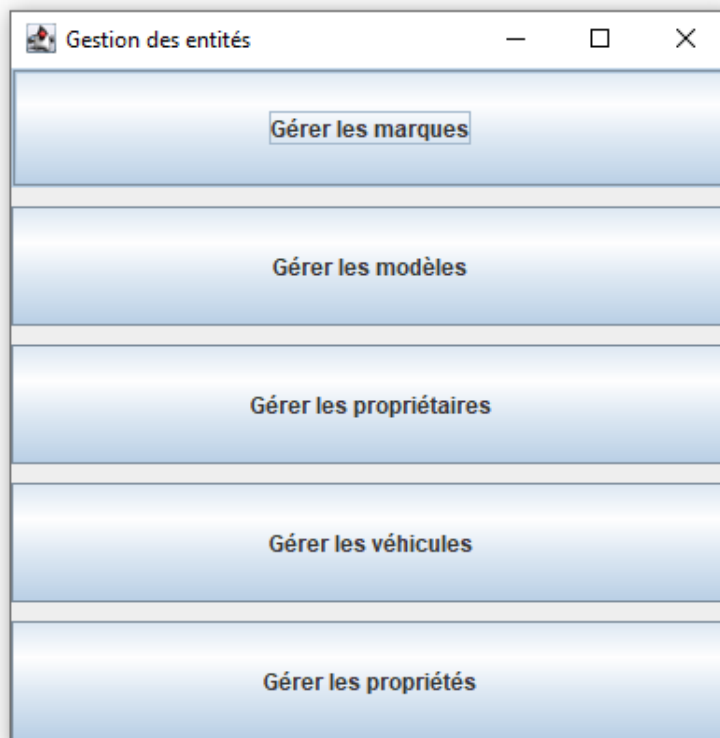 Gestion des entités
Gérer les marques
Gérer les modèles
Gérer les propriétaires
Gérer les véhicules
Gérer les propriétés